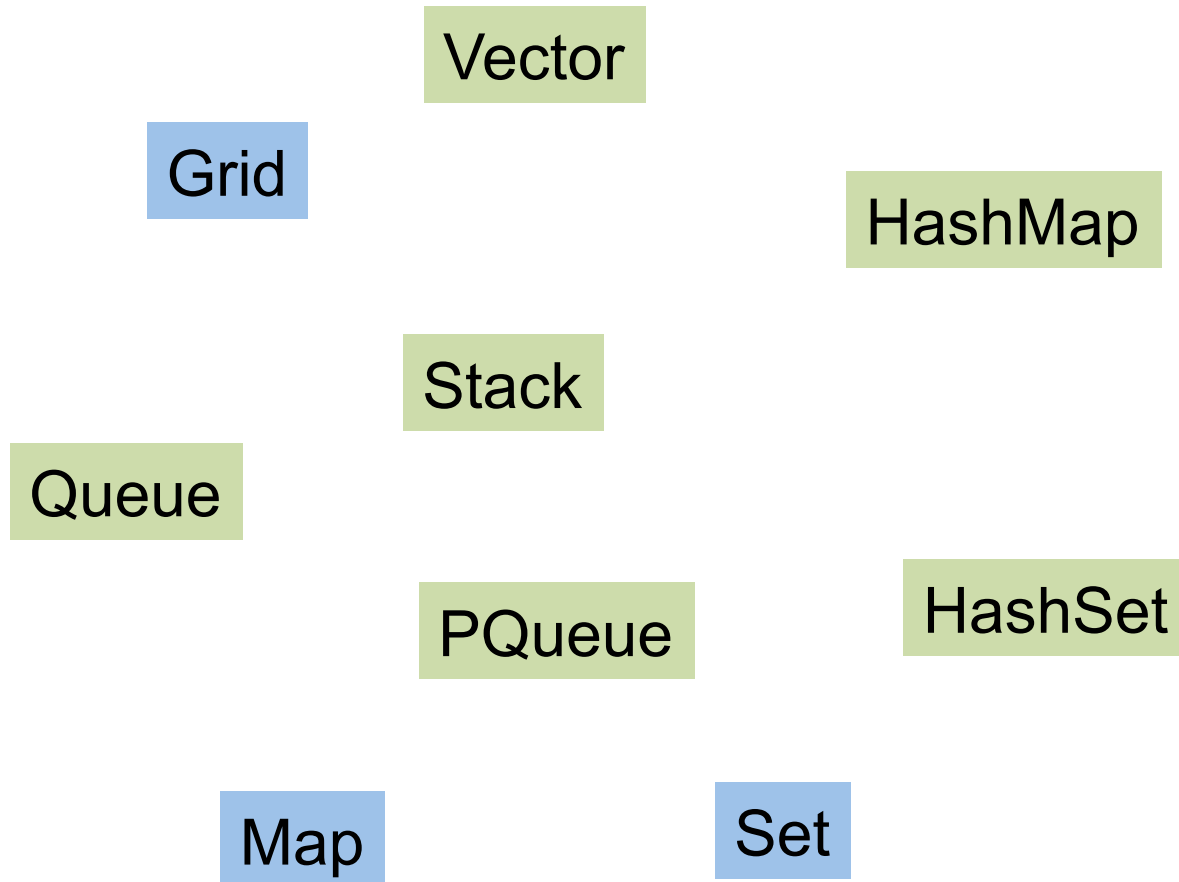 Vector
Grid
HashMap
Stack
Queue
HashSet
PQueue
Set
Map